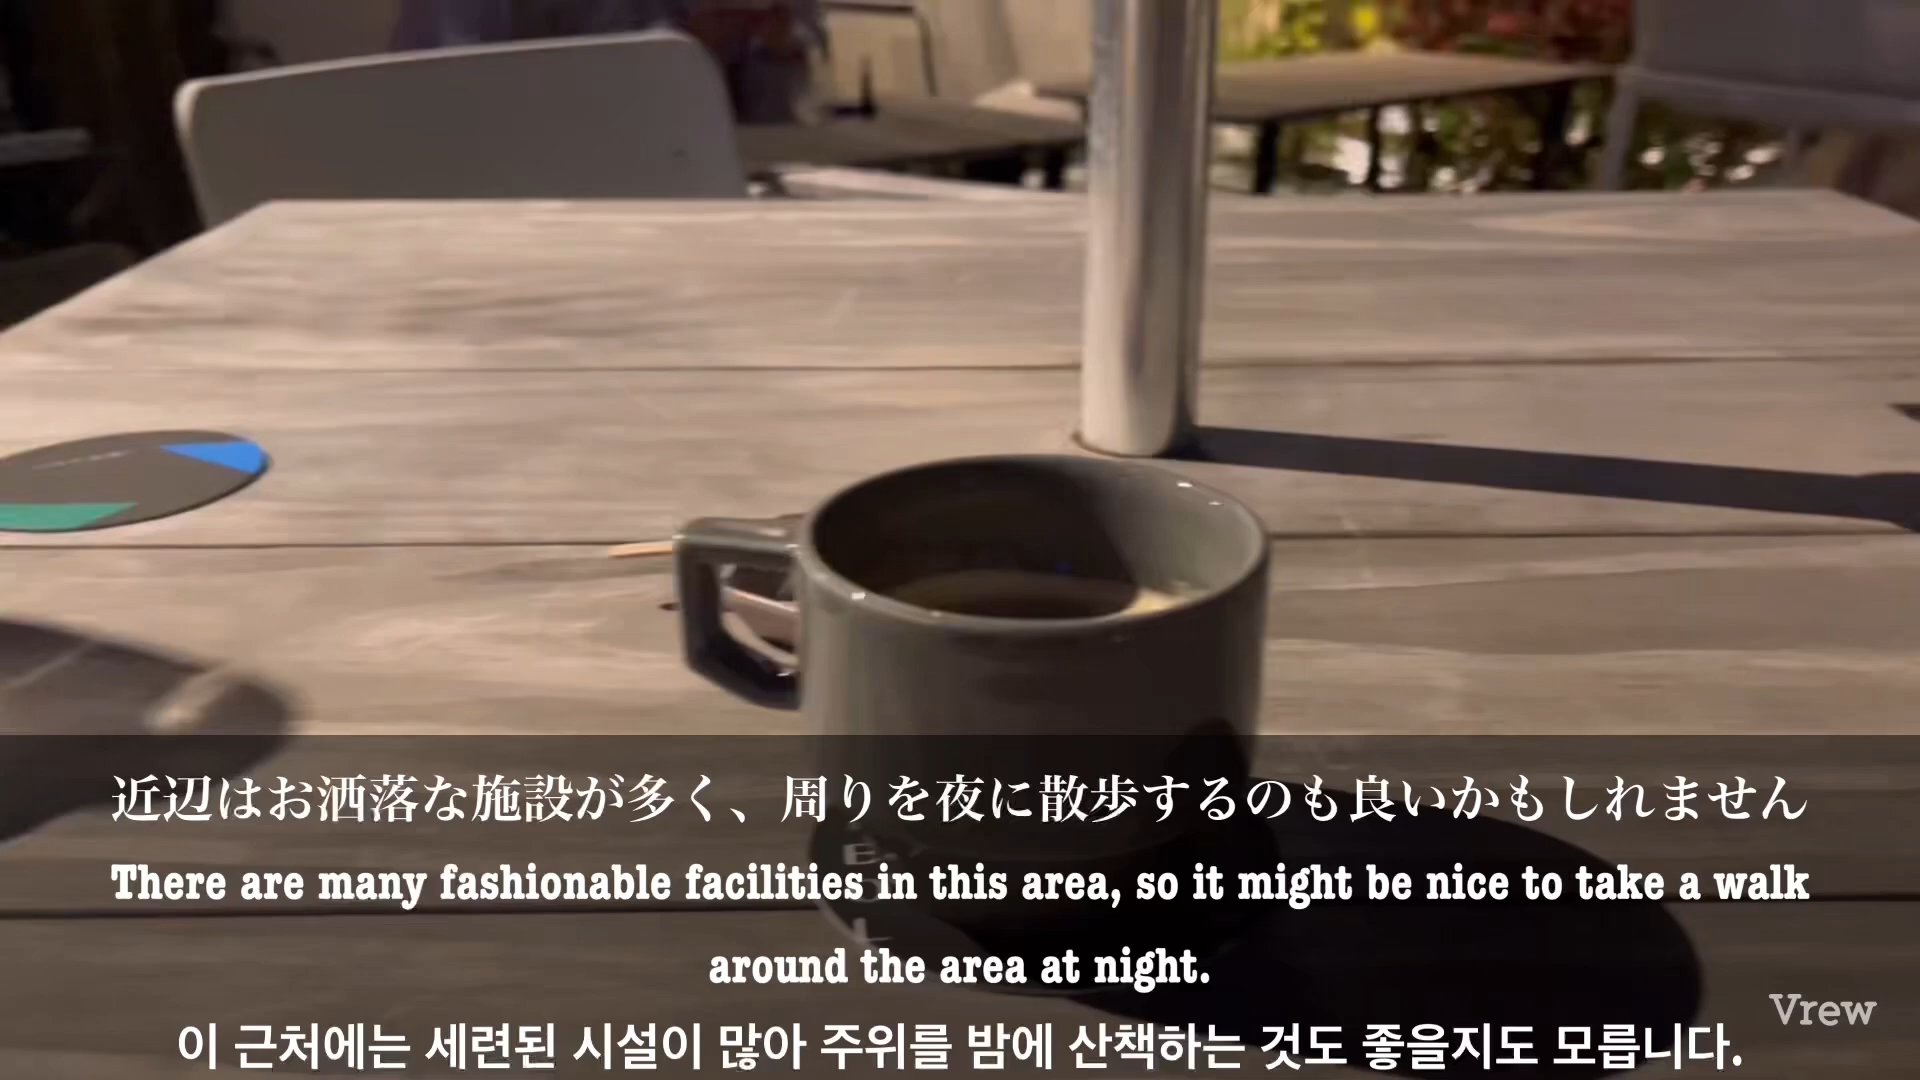 近辺はお洒落な施設が多く、周りを夜に散歩するのも良いかもしれません
There are many fashionable facilities in this area, so it might be nice to take a walk
around the area at night.
이 근처에는 세련된 시설이 많아 주위를 밤에 산책하는 것도 좋을지도 모릅니다.
Vrew